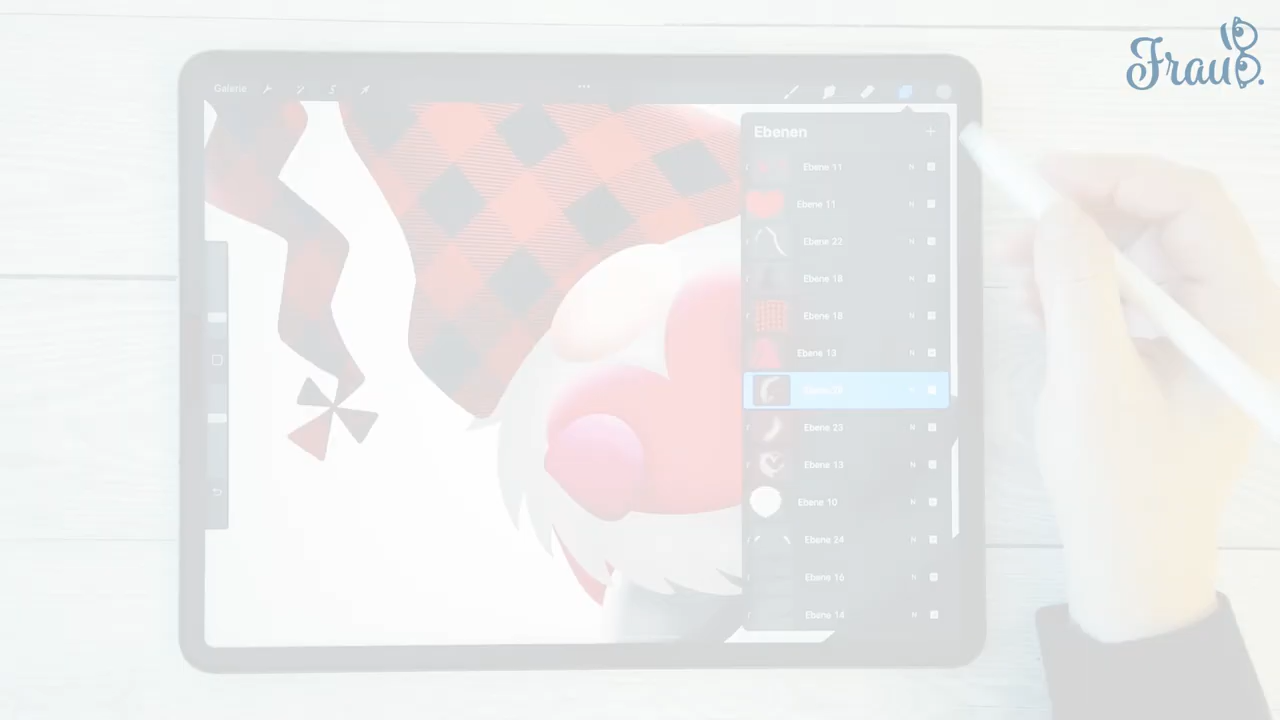 Frau B.
Galerie
Ebenen
Ebene 11 N
Ebene 11 N
Ebene 22 N
Ebene 18 N
Ebene 18 N
Ebene 13 N
Ebene 23 N
Ebene 13 N
Ebene 10 N
Ebene 24 N
Ebene 16 N
Ebene 14 N